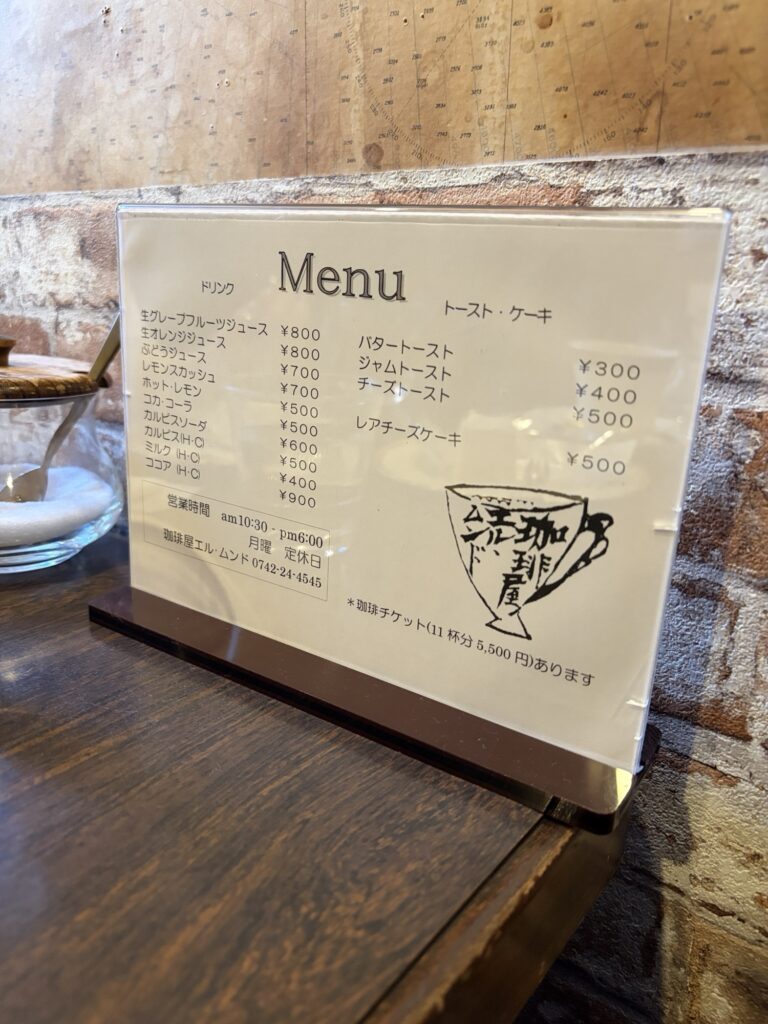 Menu
ドリンク
生グレープフルーツジュース ¥800
生オレンジジュース ¥800
ぶどうジュース ¥700
レモンスカッシュ ¥700
ホット・レモン ¥500
コカ・コーラ ¥500
カルピスソーダ ¥600
カルピス(H・C) ¥500
ミルク (H・C) ¥400
ココア (H・C) ¥900
営業時間 am10:30 - pm6:00
月曜 定休日
珈琲屋エル・ムンド 0742-24-4545
トースト・ケーキ
バタートースト ¥300
ジャムトースト ¥400
チーズトースト ¥500
レアチーズケーキ ¥500
珈琲屋
エル・
ムンド
＊珈琲チケット(11 杯分 5,500 円)あります